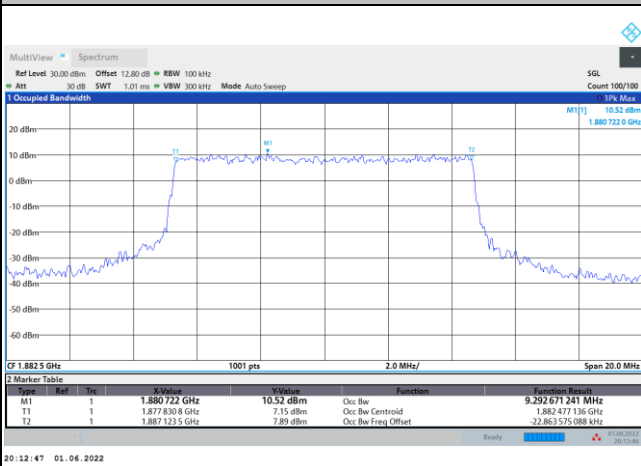 MultiView Spectrum
Ref Level 30.00 dBm Offset 12.80 dB RBW 100 kHz SGL
Att 30 dB SWT 1.01 ms VBW 300 kHz Mode Auto Sweep Count 100/100
1 Occupied Bandwidth 1Pk Max
M1[1] 10.52 dBm
1.880 722 0 GHz
20 dBm
M1
T1 T2
10 dBm
0 dBm
-10 dBm
-20 dBm
-30 dBm
-40 dBm
-50 dBm
-60 dBm
CF 1.882 5 GHz 1001 pts 2.0 MHz/ Span 20.0 MHz
2 Marker Table
Type Ref Trc X-Value Y-Value Function Function Result
M1 1 1.880 722 GHz 10.52 dBm Occ Bw 9.292 671 241 MHz
T1 1 1.877 830 8 GHz 7.15 dBm Occ Bw Centroid 1.882 477 136 GHz
T2 1 1.887 123 5 GHz 7.89 dBm Occ Bw Freq Offset -22.863 575 088 kHz
Ready 01.06.2022
20:12:46
20:12:47 01.06.2022